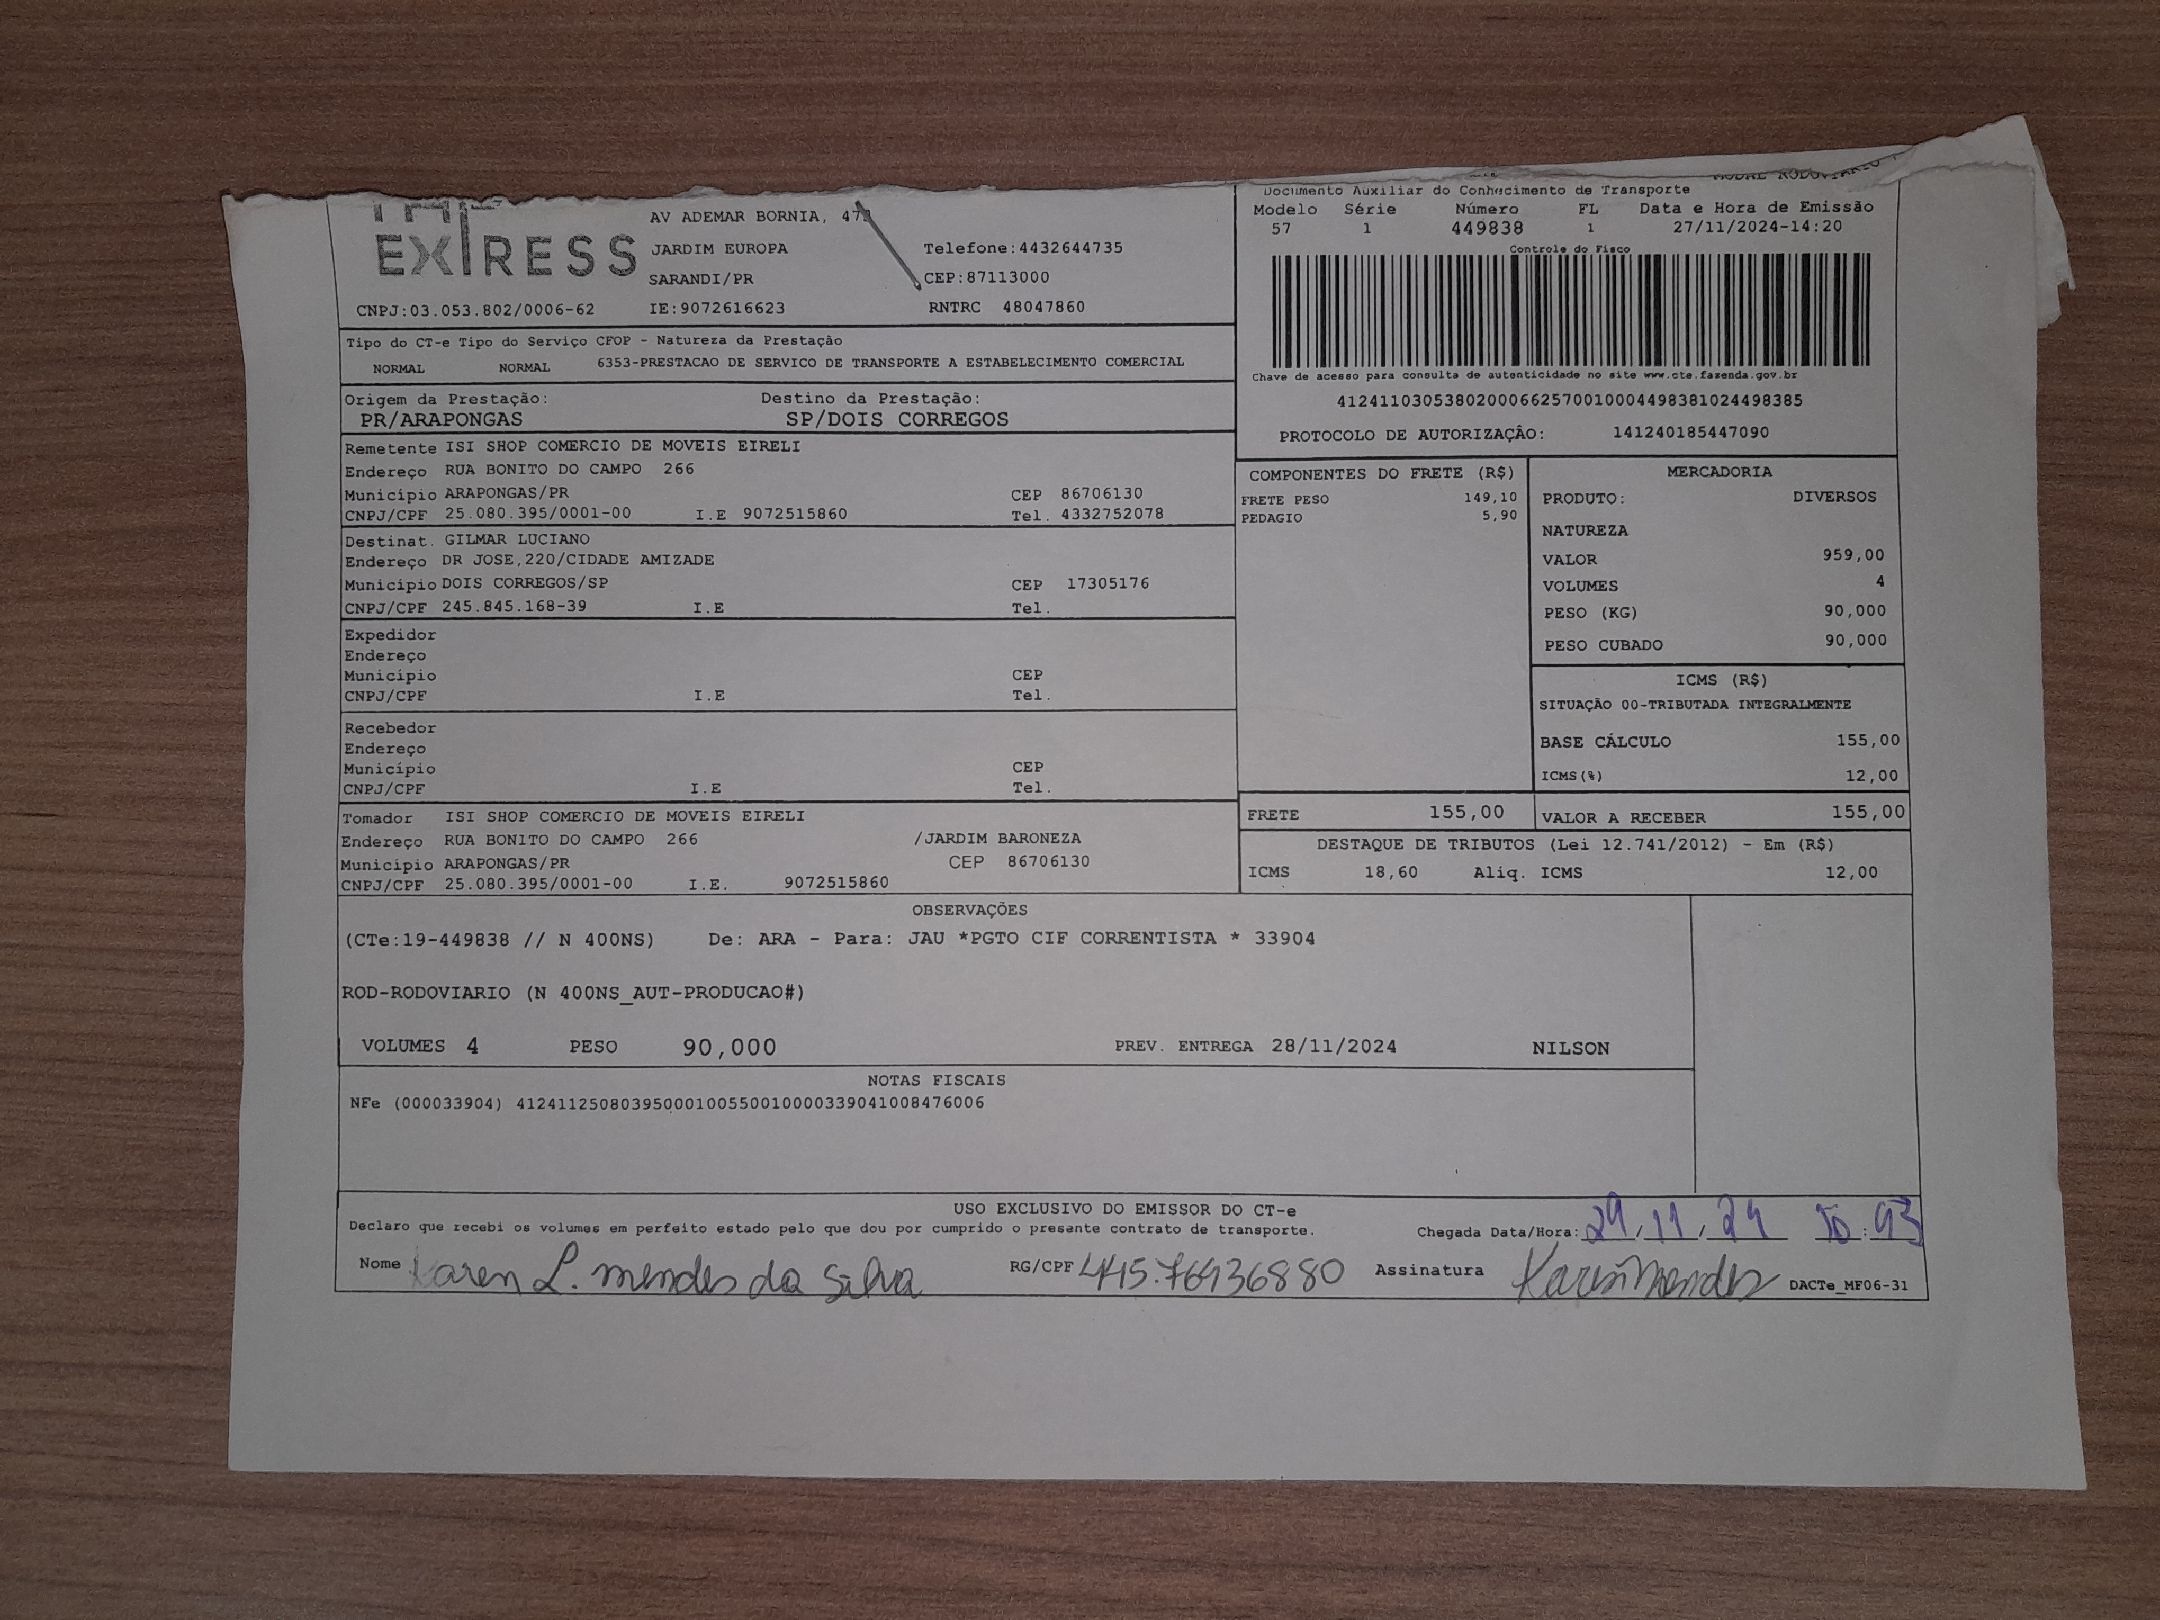 EXPRESS
AV ADEMAR BORNIA,
JARDIM EUROPA Telefone:4432644735
SARANDI/PR CEP:87113000
CNPJ:03.053.802/0006-62 IE:9072616623 RNTRC 48047860
Documento Auxiliar do Conhecimento de Transporte
Modelo Série Número FL Data e Hora de Emissão
57 1 449838 1 27/11/2024-14:20
Controle do Fisco
Chave de acesso para consulta de autenticidade no site www.cte.fazenda.gov.br
41241103053802000662570010004498381024498385
PROTOCOLO DE AUTORIZAÇÃO: 141240185447090
Tipo do CT-e Tipo do Serviço CFOP - Natureza da Prestação
NORMAL NORMAL 6353-PRESTACAO DE SERVICO DE TRANSPORTE A ESTABELECIMENTO COMERCIAL
Origem da Prestação: Destino da Prestação:
PR/ARAPONGAS SP/DOIS CORREGOS
Remetente ISI SHOP COMERCIO DE MOVEIS EIRELI
Endereço RUA BONITO DO CAMPO 266
Município ARAPONGAS/PR CEP 86706130
CNPJ/CPF 25.080.395/0001-00 I.E 9072515860 Tel. 4332752078
Destinat. GILMAR LUCIANO
Endereço DR JOSE,220/CIDADE AMIZADE
Município DOIS CORREGOS/SP CEP 17305176
CNPJ/CPF 245.845.168-39 I.E Tel.
Expedidor
Endereço
Município CEP
CNPJ/CPF I.E Tel.
Recebedor
Endereço
Município CEP
CNPJ/CPF I.E Tel.
Tomador ISI SHOP COMERCIO DE MOVEIS EIRELI
Endereço RUA BONITO DO CAMPO 266 /JARDIM BARONEZA
Município ARAPONGAS/PR CEP 86706130
CNPJ/CPF 25.080.395/0001-00 I.E. 9072515860
COMPONENTES DO FRETE (R$)
FRETE PESO 149,10
PEDAGIO 5,90
MERCADORIA
PRODUTO: DIVERSOS
NATUREZA
VALOR 959,00
VOLUMES 4
PESO (KG) 90,000
PESO CUBADO 90,000
ICMS (R$)
SITUAÇÃO 00-TRIBUTADA INTEGRALMENTE
BASE CÁLCULO 155,00
ICMS(%) 12,00
FRETE 155,00 VALOR A RECEBER 155,00
DESTAQUE DE TRIBUTOS (Lei 12.741/2012) - Em (R$)
ICMS 18,60 Aliq. ICMS 12,00
OBSERVAÇÕES
(CTe:19-449838 // N 400NS) De: ARA - Para: JAU *PGTO CIF CORRENTISTA * 33904
ROD-RODOVIARIO (N 400NS_AUT-PRODUCAO#)
VOLUMES 4 PESO 90,000 PREV. ENTREGA 28/11/2024 NILSON
NOTAS FISCAIS
NFe (000033904) 41241125080395000100550010000339041008476006
USO EXCLUSIVO DO EMISSOR DO CT-e
Declaro que recebi os volumes em perfeito estado pelo que dou por cumprido o presente contrato de transporte. Chegada Data/Hora: 29/11/24
Nome Karen L. mendes da Silva RG/CPF Assinatura Karen Mendes DACTe_MF06-31